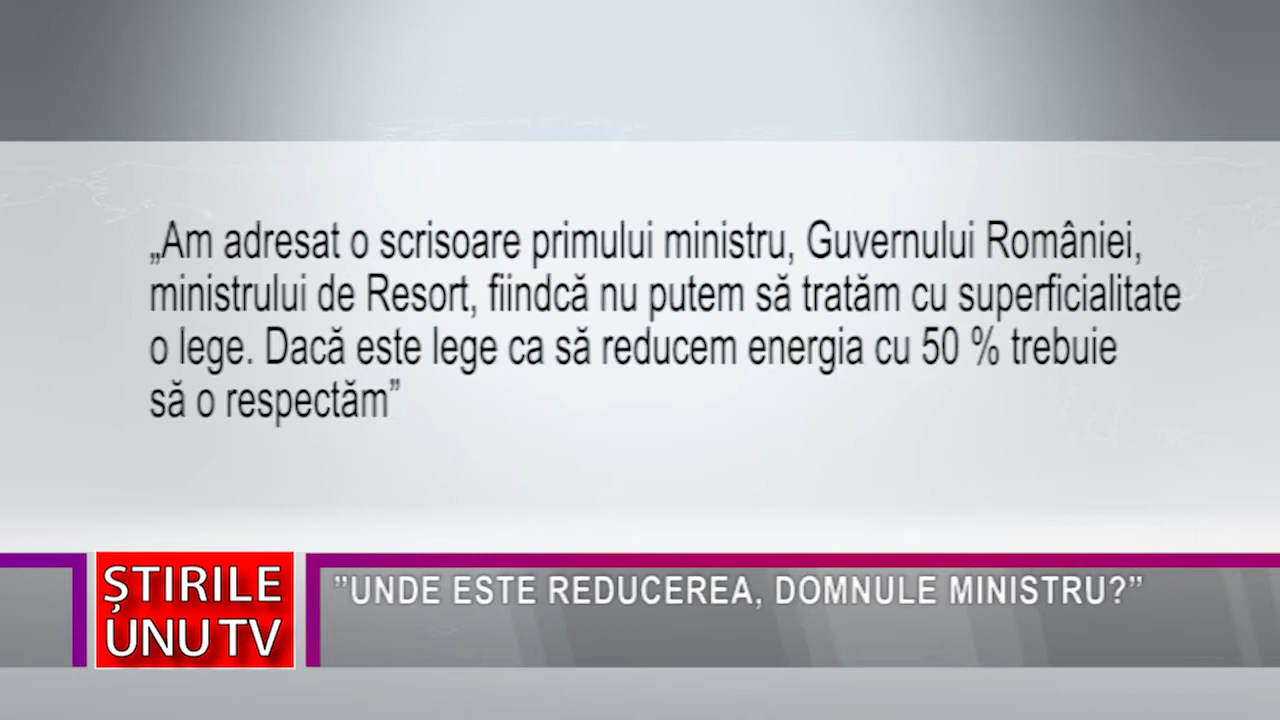 „Am adresat o scrisoare primului ministru, Guvernului României,
ministrului de Resort, fiindcă nu putem să tratăm cu superficialitate
o lege. Dacă este lege ca să reducem energia cu 50 % trebuie
să o respectăm”
ȘTIRILE
UNU TV
”UNDE ESTE REDUCEREA, DOMNULE MINISTRU?”